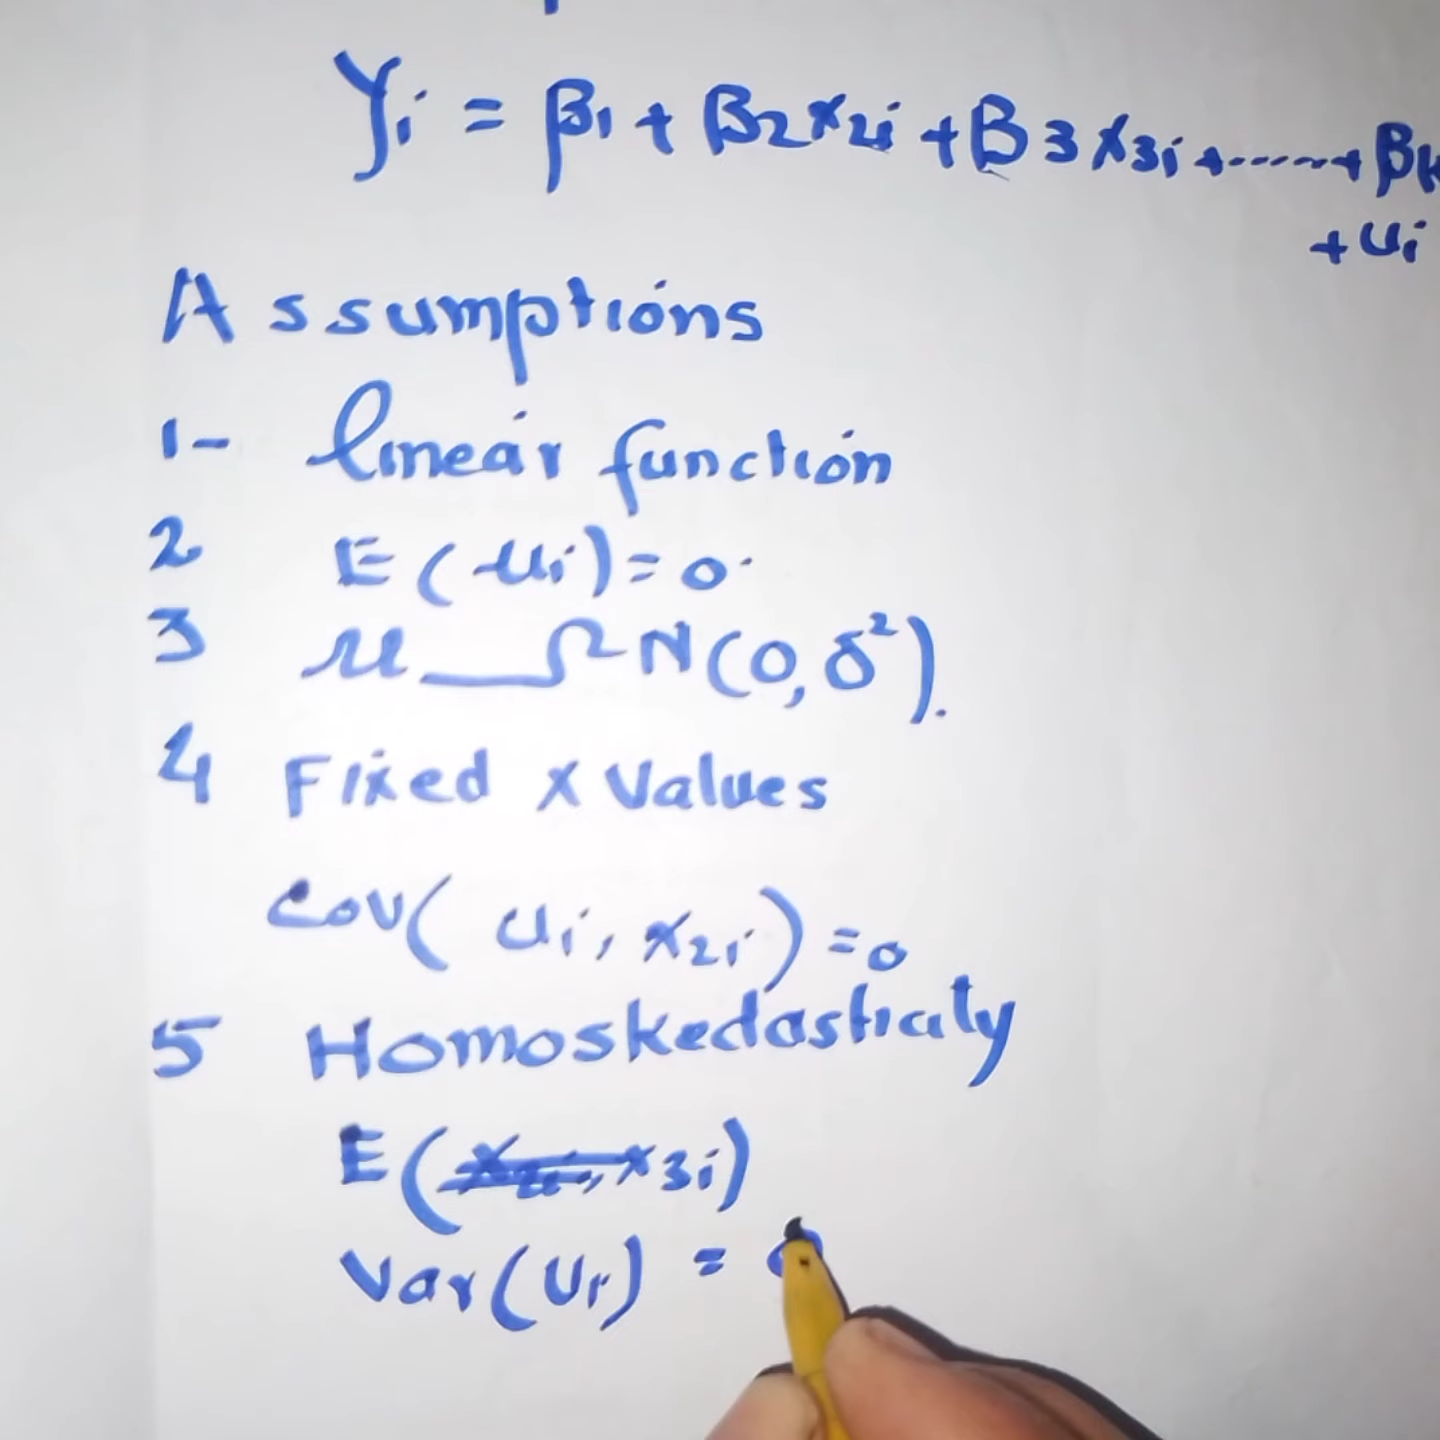 Yi = β1 + β2x2i + β3x3i + ...... + βk
+ ui
Assumptions
1- linear function
2 E(ui) = 0.
3 u ~ N(0, δ²).
4 Fixed x values
cov( ui, x2i) = 0
5 Homoskedasticity
E( x3i)
Var(Ui) =